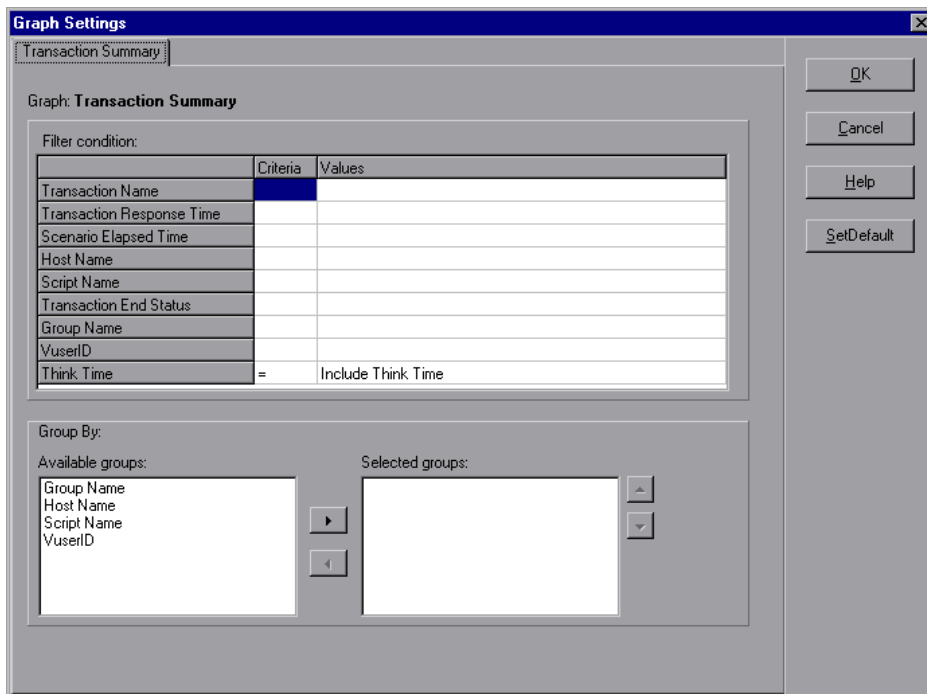 Graph Settings
Transaction Summary
OK
Graph: Transaction Summary
Cancel
Filter condition:
Criteria Values
Help
Transaction Name
Transaction Response Time
Scenario Elapsed Time
SetDefault
Host Name
Script Name
Transaction End Status
Group Name
VuserID
Think Time = Include Think Time
Group By:
Available groups: Selected groups:
Group Name
Host Name
Script Name
VuserID